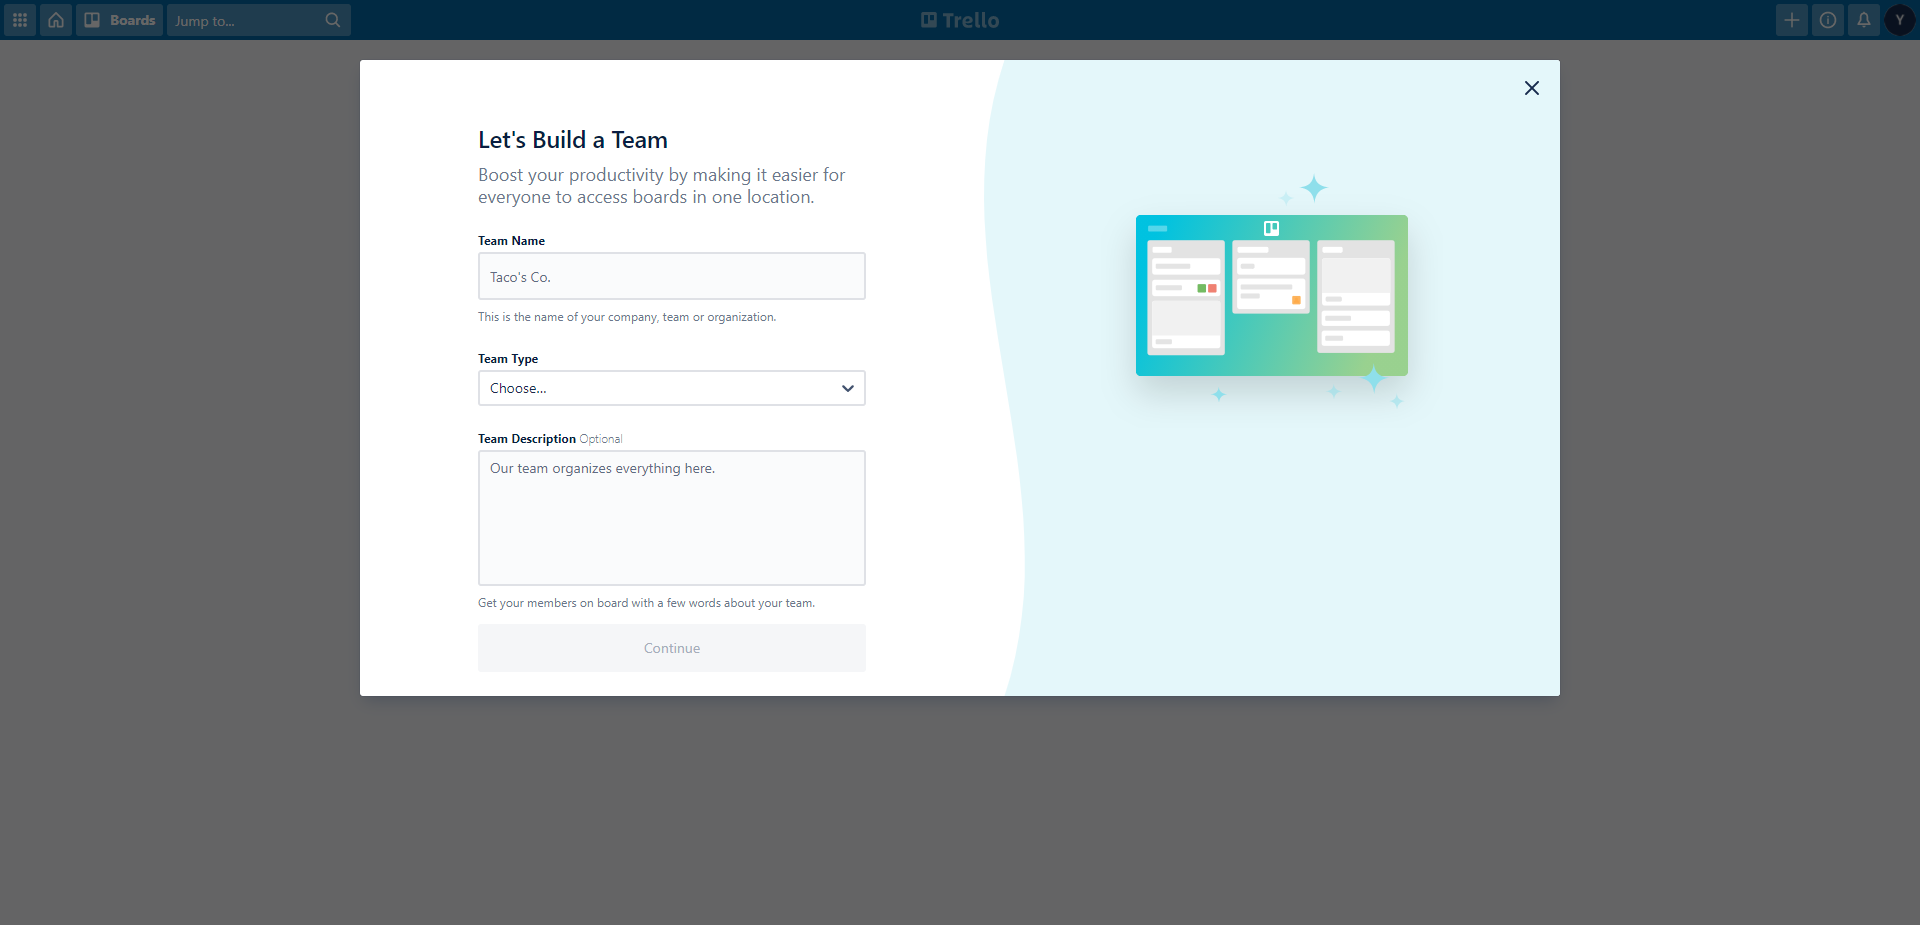 Boards
Jump to...
Trello
Y
Let's Build a Team
Boost your productivity by making it easier for
everyone to access boards in one location.
Team Name
Taco's Co.
This is the name of your company, team or organization.
Team Type
Choose...
Team Description Optional
Our team organizes everything here.
Get your members on board with a few words about your team.
Continue